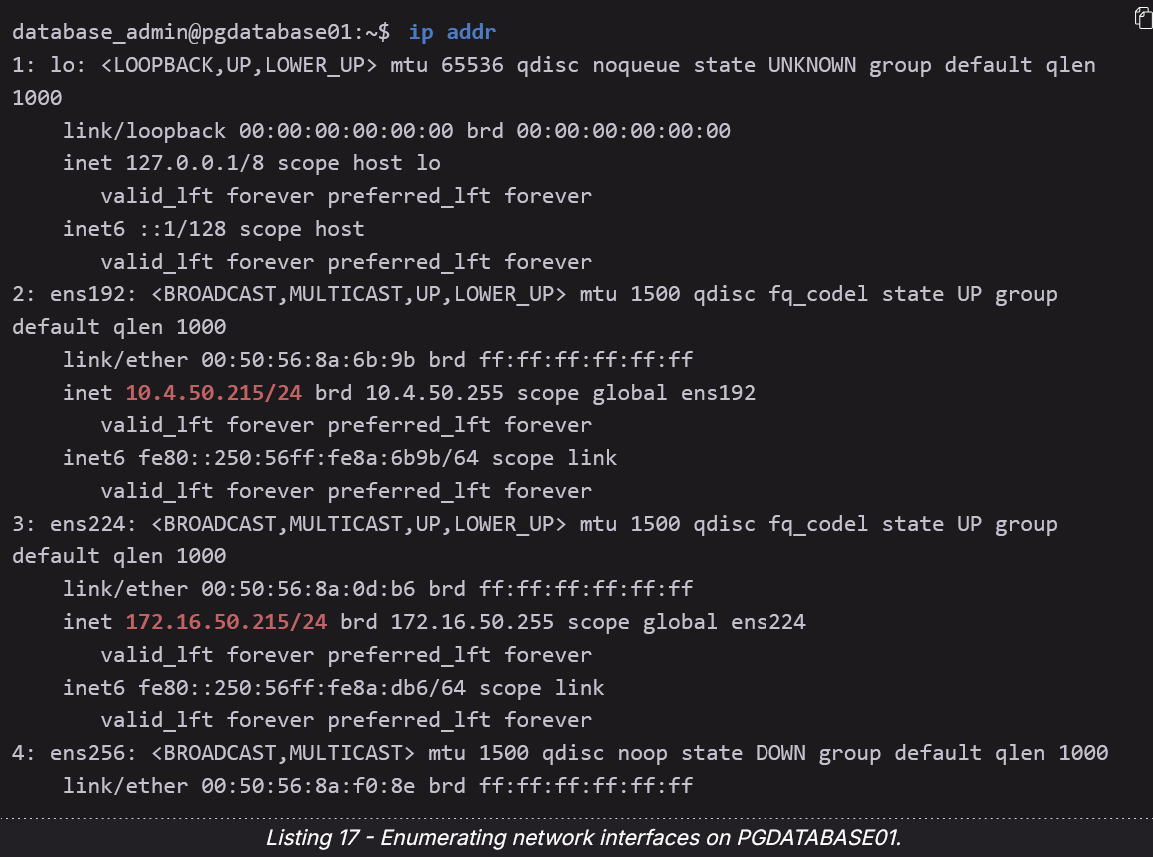 database_admin@pgdatabase01:~$ ip addr
1: lo: <LOOPBACK,UP,LOWER_UP> mtu 65536 qdisc noqueue state UNKNOWN group default qlen
1000
    link/loopback 00:00:00:00:00:00 brd 00:00:00:00:00:00
    inet 127.0.0.1/8 scope host lo
       valid_lft forever preferred_lft forever
    inet6 ::1/128 scope host
       valid_lft forever preferred_lft forever
2: ens192: <BROADCAST,MULTICAST,UP,LOWER_UP> mtu 1500 qdisc fq_codel state UP group
default qlen 1000
    link/ether 00:50:56:8a:6b:9b brd ff:ff:ff:ff:ff:ff
    inet 10.4.50.215/24 brd 10.4.50.255 scope global ens192
       valid_lft forever preferred_lft forever
    inet6 fe80::250:56ff:fe8a:6b9b/64 scope link
       valid_lft forever preferred_lft forever
3: ens224: <BROADCAST,MULTICAST,UP,LOWER_UP> mtu 1500 qdisc fq_codel state UP group
default qlen 1000
    link/ether 00:50:56:8a:0d:b6 brd ff:ff:ff:ff:ff:ff
    inet 172.16.50.215/24 brd 172.16.50.255 scope global ens224
       valid_lft forever preferred_lft forever
    inet6 fe80::250:56ff:fe8a:db6/64 scope link
       valid_lft forever preferred_lft forever
4: ens256: <BROADCAST,MULTICAST> mtu 1500 qdisc noop state DOWN group default qlen 1000
    link/ether 00:50:56:8a:f0:8e brd ff:ff:ff:ff:ff:ff
Listing 17 - Enumerating network interfaces on PGDATABASE01.